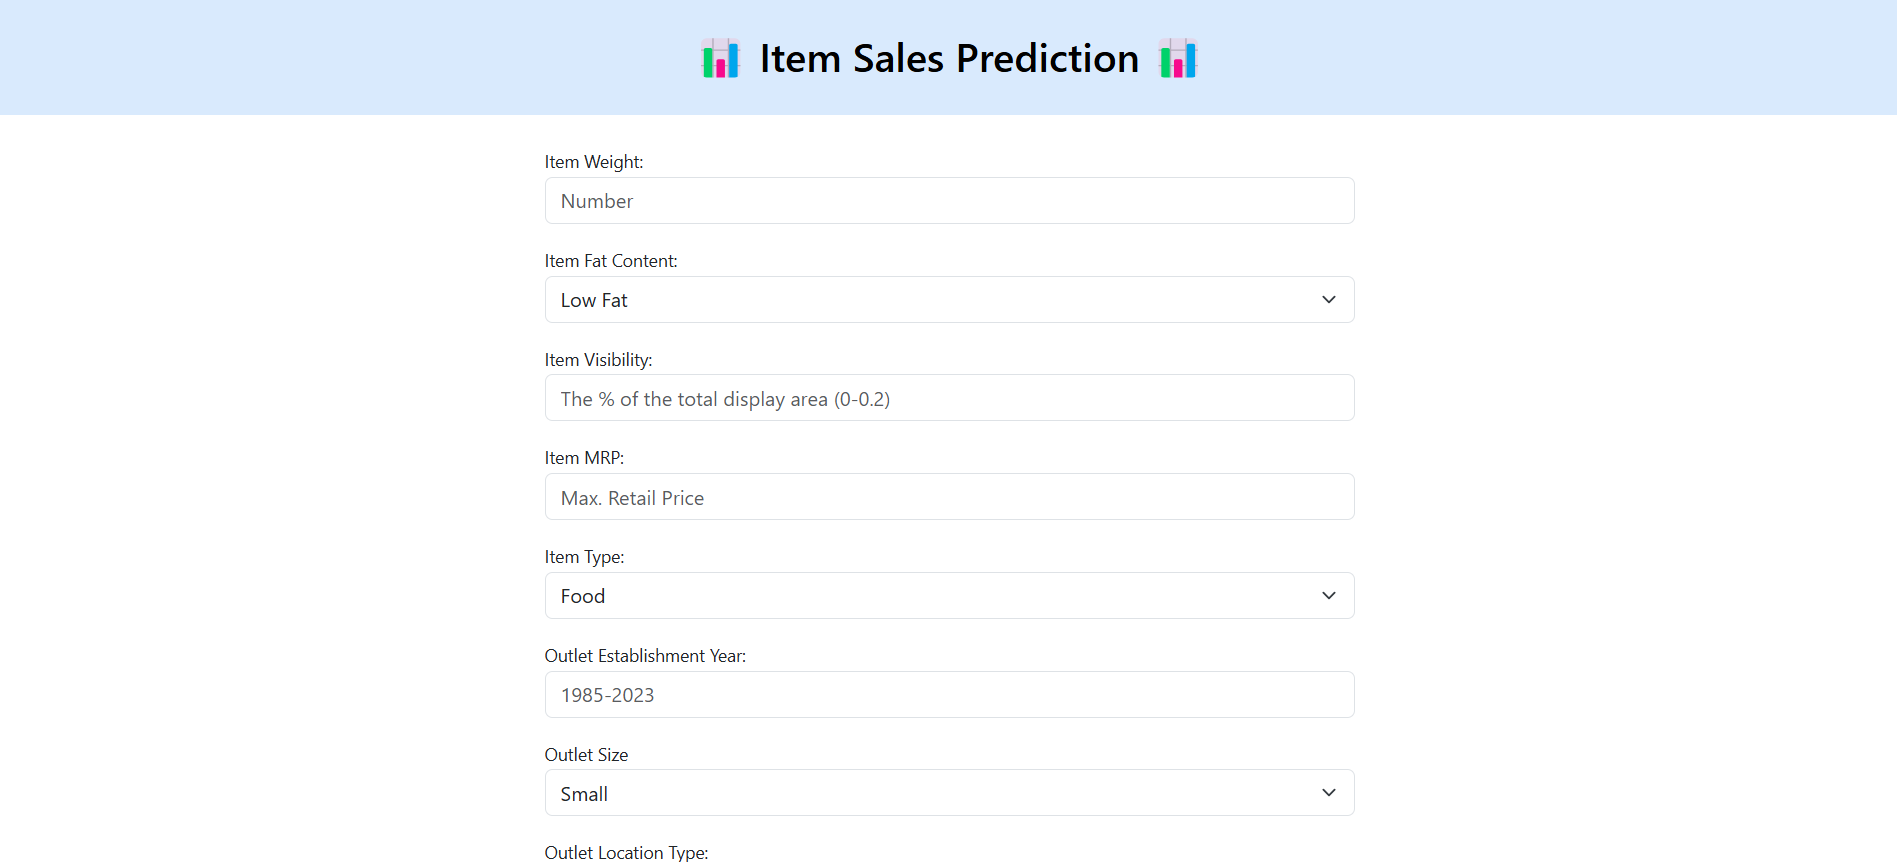 Item Sales Prediction
Item Weight:
Number
Item Fat Content:
Low Fat
Item Visibility:
The % of the total display area (0-0.2)
Item MRP:
Max. Retail Price
Item Type:
Food
Outlet Establishment Year:
1985-2023
Outlet Size
Small
Outlet Location Type: